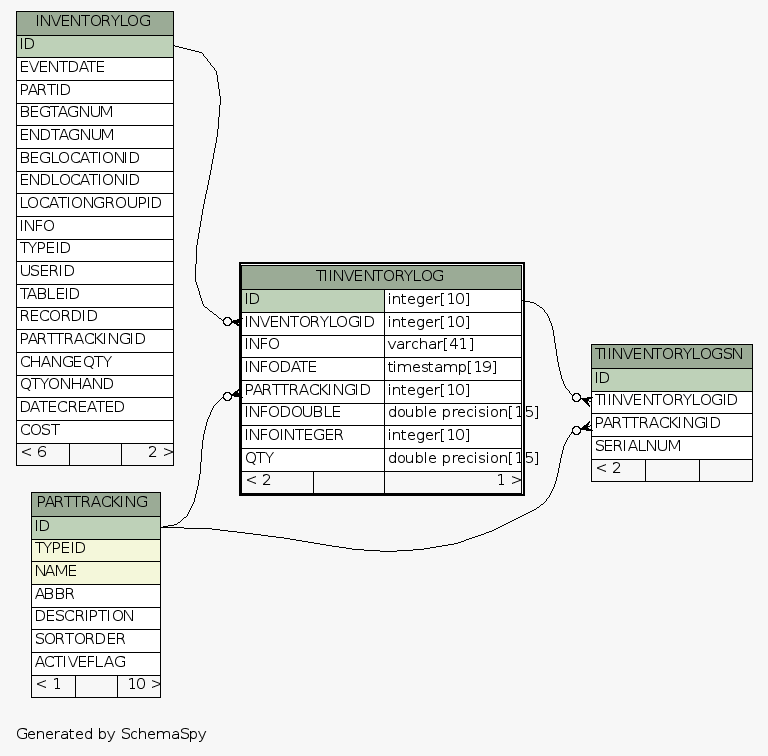 INVENTORYLOG
ID
EVENTDATE
PARTID
BEGTAGNUM
ENDTAGNUM
BEGLOCATIONID
ENDLOCATIONID
LOCATIONGROUPID
INFO
TYPEID
USERID
TABLEID
RECORDID
PARTTRACKINGID
CHANGEQTY
QTYONHAND
DATECREATED
COST
< 6 2 >
TIINVENTORYLOG
ID integer[10]
INVENTORYLOGID integer[10]
INFO varchar[41]
INFODATE timestamp[19]
PARTTRACKINGID integer[10]
INFODOUBLE double precision[15]
INFOINTEGER integer[10]
QTY double precision[15]
< 2 1 >
TIINVENTORYLOGSN
ID
TIINVENTORYLOGID
PARTTRACKINGID
SERIALNUM
< 2
PARTTRACKING
ID
TYPEID
NAME
ABBR
DESCRIPTION
SORTORDER
ACTIVEFLAG
< 1 10 >
Generated by SchemaSpy